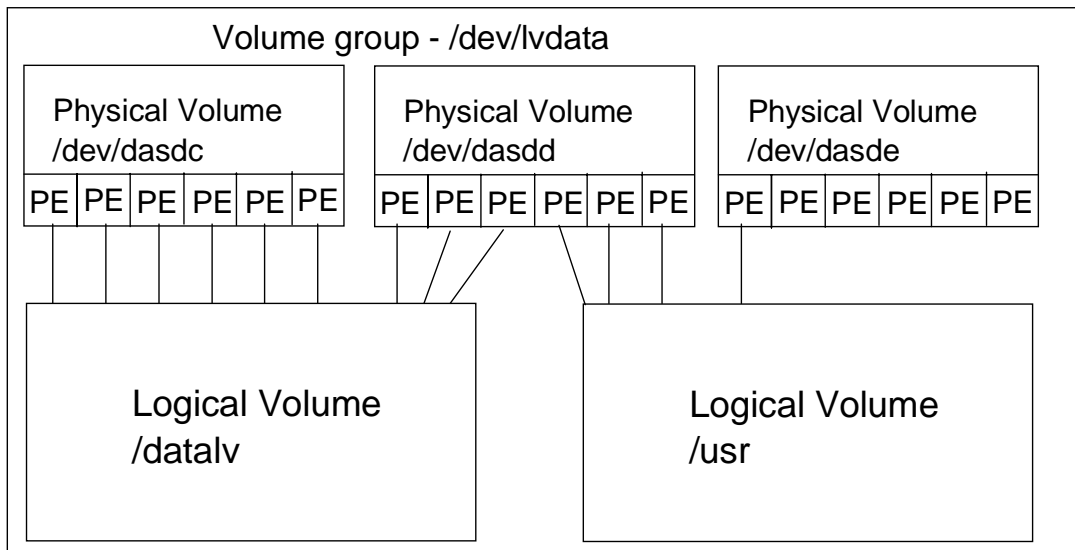 Volume group - /dev/lvdata
Physical Volume
/dev/dasdc
PE PE PE PE PE PE
Physical Volume
/dev/dasdd
PE PE PE PE PE PE
Physical Volume
/dev/dasde
PE PE PE PE PE PE
Logical Volume
/datalv
Logical Volume
/usr